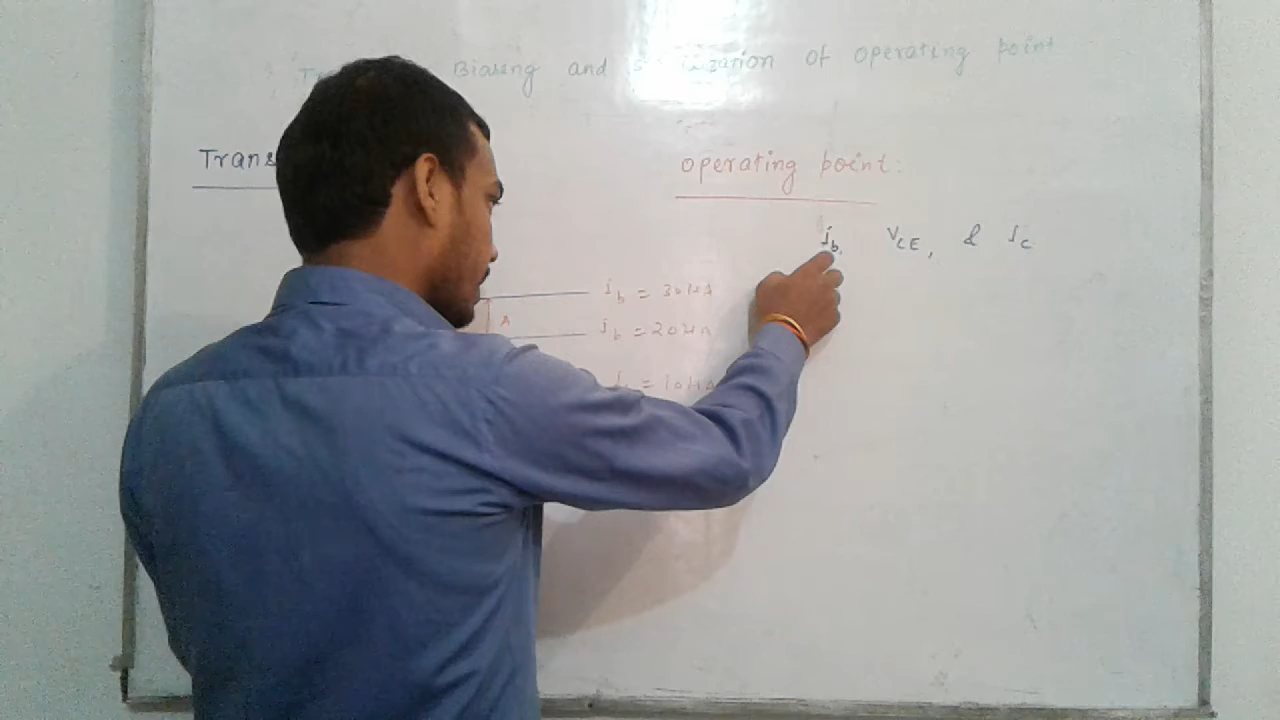 Biasing and of operating point
Trans
operating point:
Ib, VCE, & Ic
Ib = 30µA
A
Ib = 20µA
= 10µA